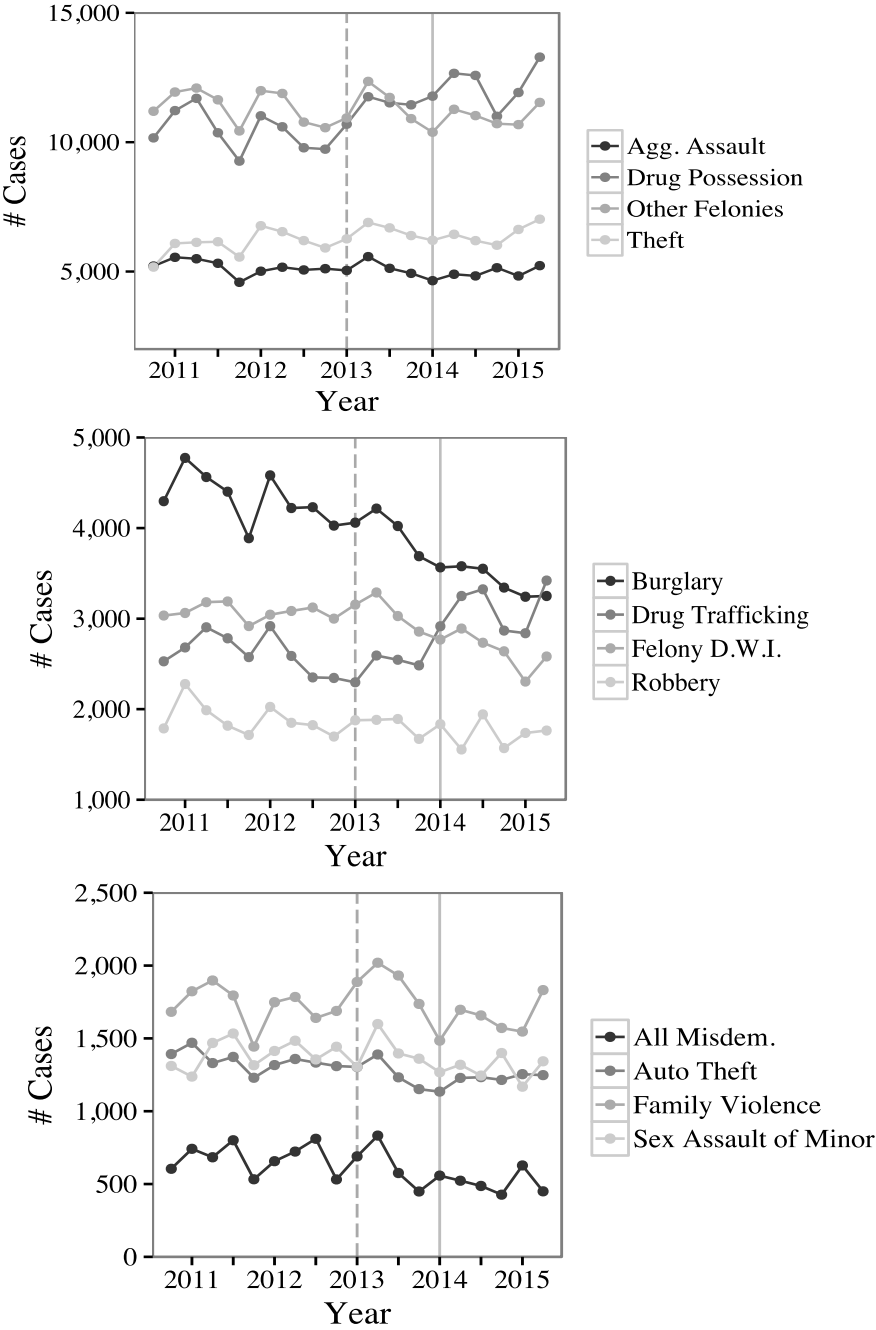 15,000
10,000
5,000
# Cases
2011 2012 2013 2014 2015
Year
Agg. Assault
Drug Possession
Other Felonies
Theft
5,000
4,000
3,000
2,000
1,000
# Cases
2011 2012 2013 2014 2015
Year
Burglary
Drug Trafficking
Felony D.W.I.
Robbery
2,500
2,000
1,500
1,000
500
0
# Cases
2011 2012 2013 2014 2015
Year
All Misdem.
Auto Theft
Family Violence
Sex Assault of Minor